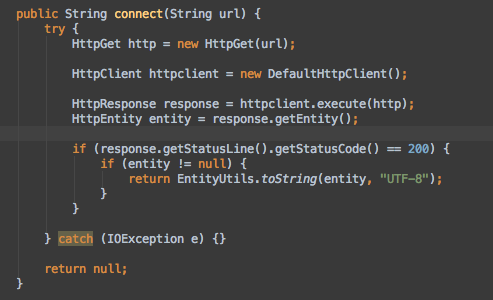 public String connect(String url) {
try {
HttpGet http = new HttpGet(url);
HttpClient httpclient = new DefaultHttpClient();
HttpResponse response = httpclient.execute(http);
HttpEntity entity = response.getEntity();
if (response.getStatusLine().getStatusCode() == 200) {
if (entity != null) {
return EntityUtils.toString(entity, "UTF-8");
}
}
} catch (IOException e) {}
return null;
}